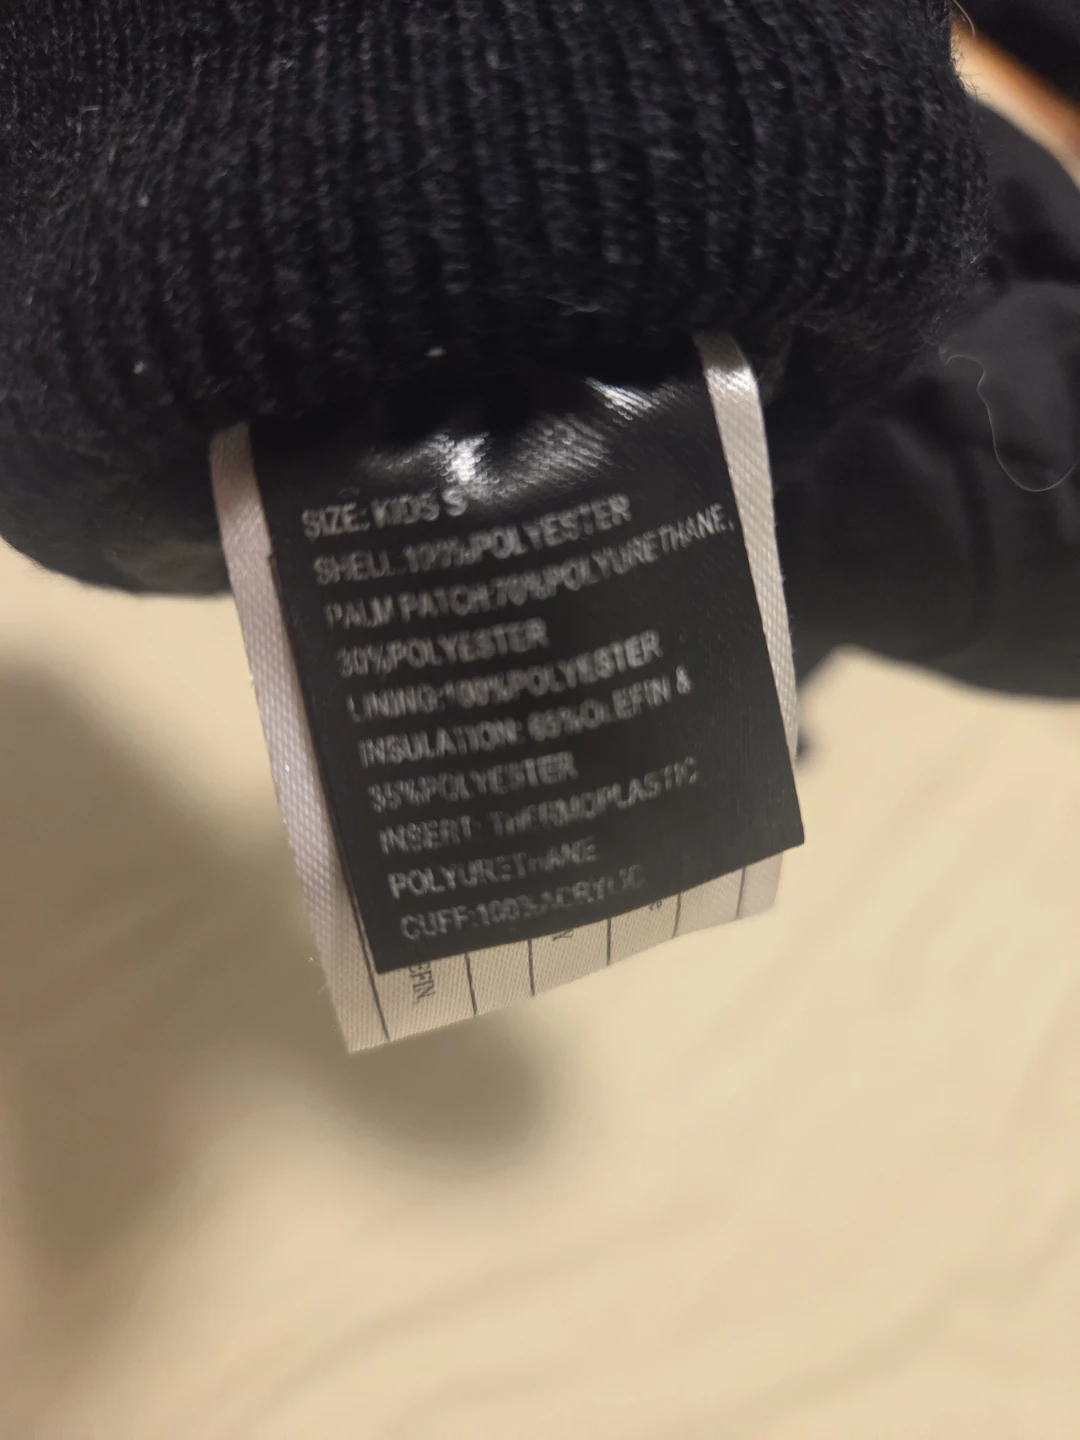 SIZE: KIDS S
SHELL:100%POLYESTER
PALM PATCH:70%POLYURETHANE,
30%POLYESTER
LINING:100%POLYESTER
INSULATION: 65%OLEFIN &
35%POLYESTER
INSERT: THERMOPLASTIC
POLYURETHANE
CUFF:100%ACRYLIC
EFIN.